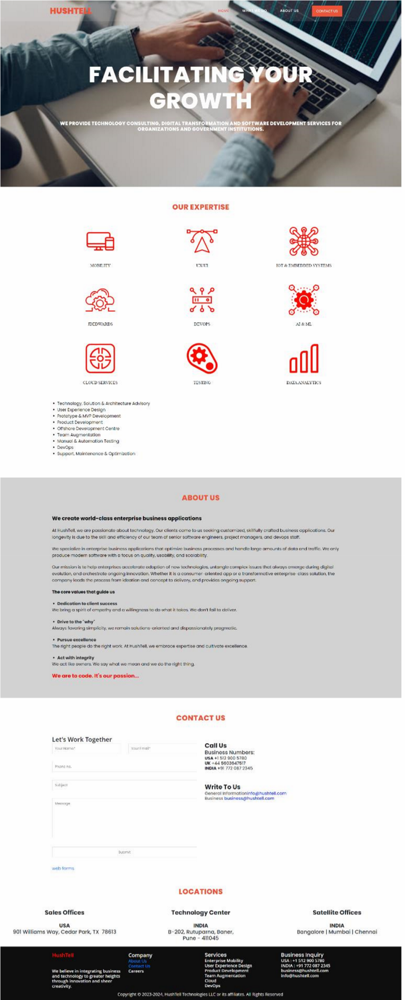 HUSHTELL
HOME WHAT WE DO ABOUT US CONTACT US
FACILITATING YOUR
GROWTH
WE PROVIDE TECHNOLOGY CONSULTING, DIGITAL TRANSFORMATION AND SOFTWARE DEVELOPMENT SERVICES FOR
ORGANIZATIONS AND GOVERNMENT INSTITUTIONS.
OUR EXPERTISE
MOBILITY UX/UI IOT & EMBEDDED SYSTEMS
JDEDWARDS DEVOPS AI & ML
CLOUD SERVICES TESTING DATA ANALYTICS
• Technology, Solution & Architecture Advisory
• User Experience Design
• Prototype & MVP Development
• Product Development
• Offshore Development Centre
• Team Augmentation
• Manual & Automation Testing
• DevOps
• Support, Maintenance & Optimization
ABOUT US
We create world-class enterprise business applications
At HushTell, we are passionate about technology. Our clients come to us seeking customized, skillfully crafted business applications. Our
longevity is due to the skill and efficiency of our team of senior software engineers, project managers, and devops staff.
We specialize in enterprise business applications that optimize business processes and handle large amounts of data and traffic. We only
produce modern software with a focus on quality, usability, and scalability.
Our mission is to help enterprises accelerate adoption of new technologies, untangle complex issues that always emerge during digital
evolution, and orchestrate ongoing innovation. Whether it is a consumer-oriented app or a transformative enterprise-class solution, the
company leads the process from ideation and concept to delivery, and provides ongoing support.
The core values that guide us
• Dedication to client success
We bring a spirit of empathy and a willingness to do what it takes. We don't fail to deliver.
• Drive to the "why"
Always favoring simplicity, we remain solutions-oriented and dispassionately pragmatic.
• Pursue excellence
The right people do the right work. At HushTell, we embrace expertise and cultivate excellence.
• Act with integrity
We act like owners. We say what we mean and we do the right thing.
We are to code. It's our passion...
CONTACT US
Let's Work Together
Your Name*
Your Email*
Phone no.
Subject
Message
Submit
web forms
Call Us
Business Numbers:
USA +1 512 900 5780
UK +44 5603647517
INDIA +91 772 087 2345
Write To Us
General Informationinfo@hushtell.com
Business business@hushtell.com
LOCATIONS
Sales Offices
USA
901 Williams Way, Cedar Park, TX 78613
Technology Center
INDIA
B-202, Rutuparna, Baner,
Pune - 411045
Satellite Offices
INDIA
Bangalore | Mumbai | Chennai
HushTell
We believe in integrating business
and technology to greater heights
through innovation and sheer
creativity.
Company
About Us
Contact Us
Careers
Services
Enterprise Mobility
User Experience Design
Product Development
Team Augmentation
Cloud
DevOps
Business Inquiry
USA : +1 512 900 5780
INDIA : +91 772 087 2345
business@hushtell.com
info@hushtell.com
Copyright © 2023-2024, HushTell Technologies LLC or its affiliates. All Rights Reserved